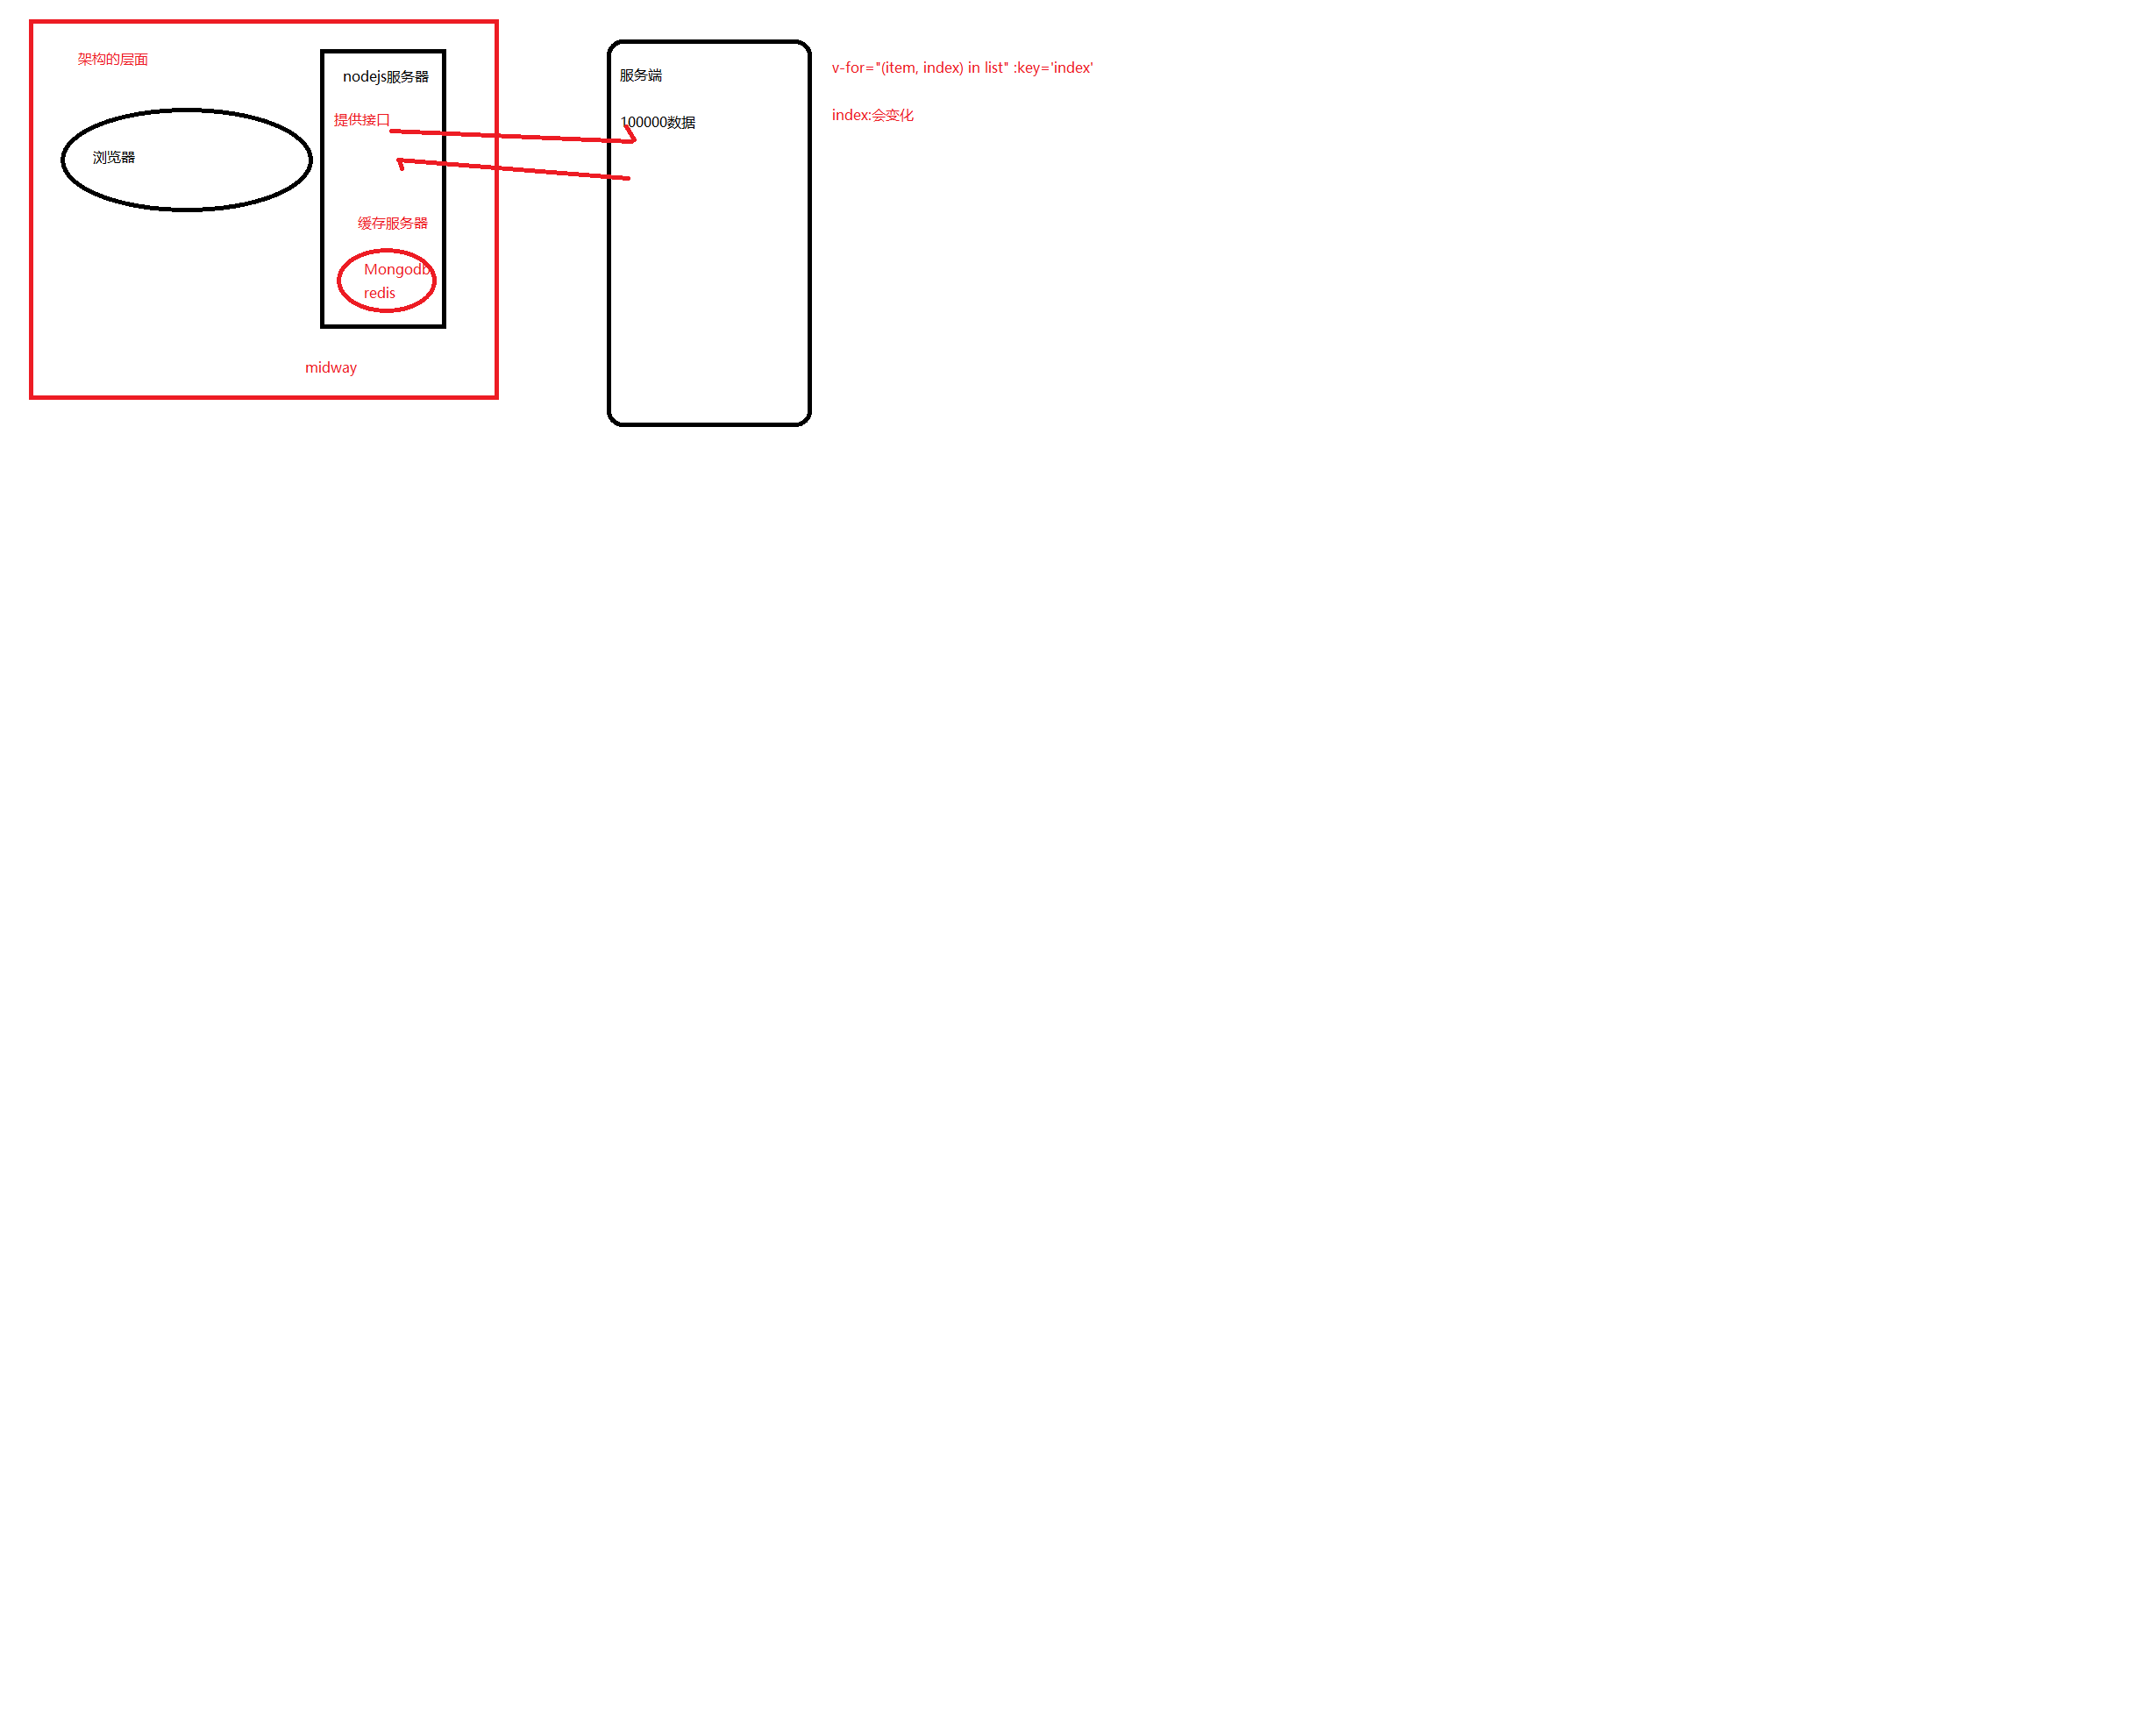 架构的层面
nodejs服务器
提供接口
浏览器
缓存服务器
Mongodb
redis
midway
服务端
100000数据
v-for="(item, index) in list" :key='index'
index:会变化